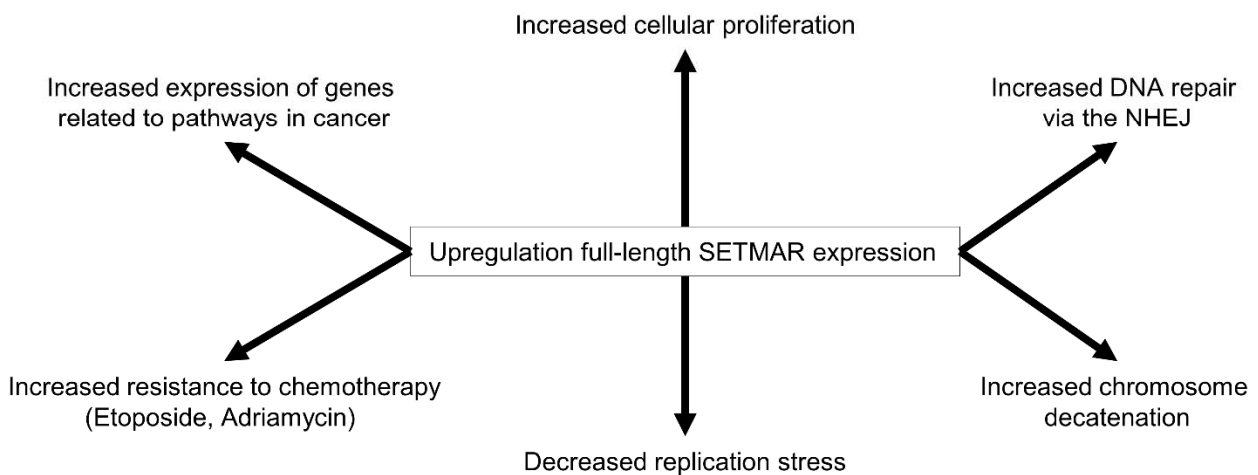 Increased cellular proliferation
Increased expression of genes
related to pathways in cancer
Increased DNA repair
via the NHEJ
Upregulation full-length SETMAR expression
Increased resistance to chemotherapy
(Etoposide, Adriamycin)
Increased chromosome
decatenation
Decreased replication stress